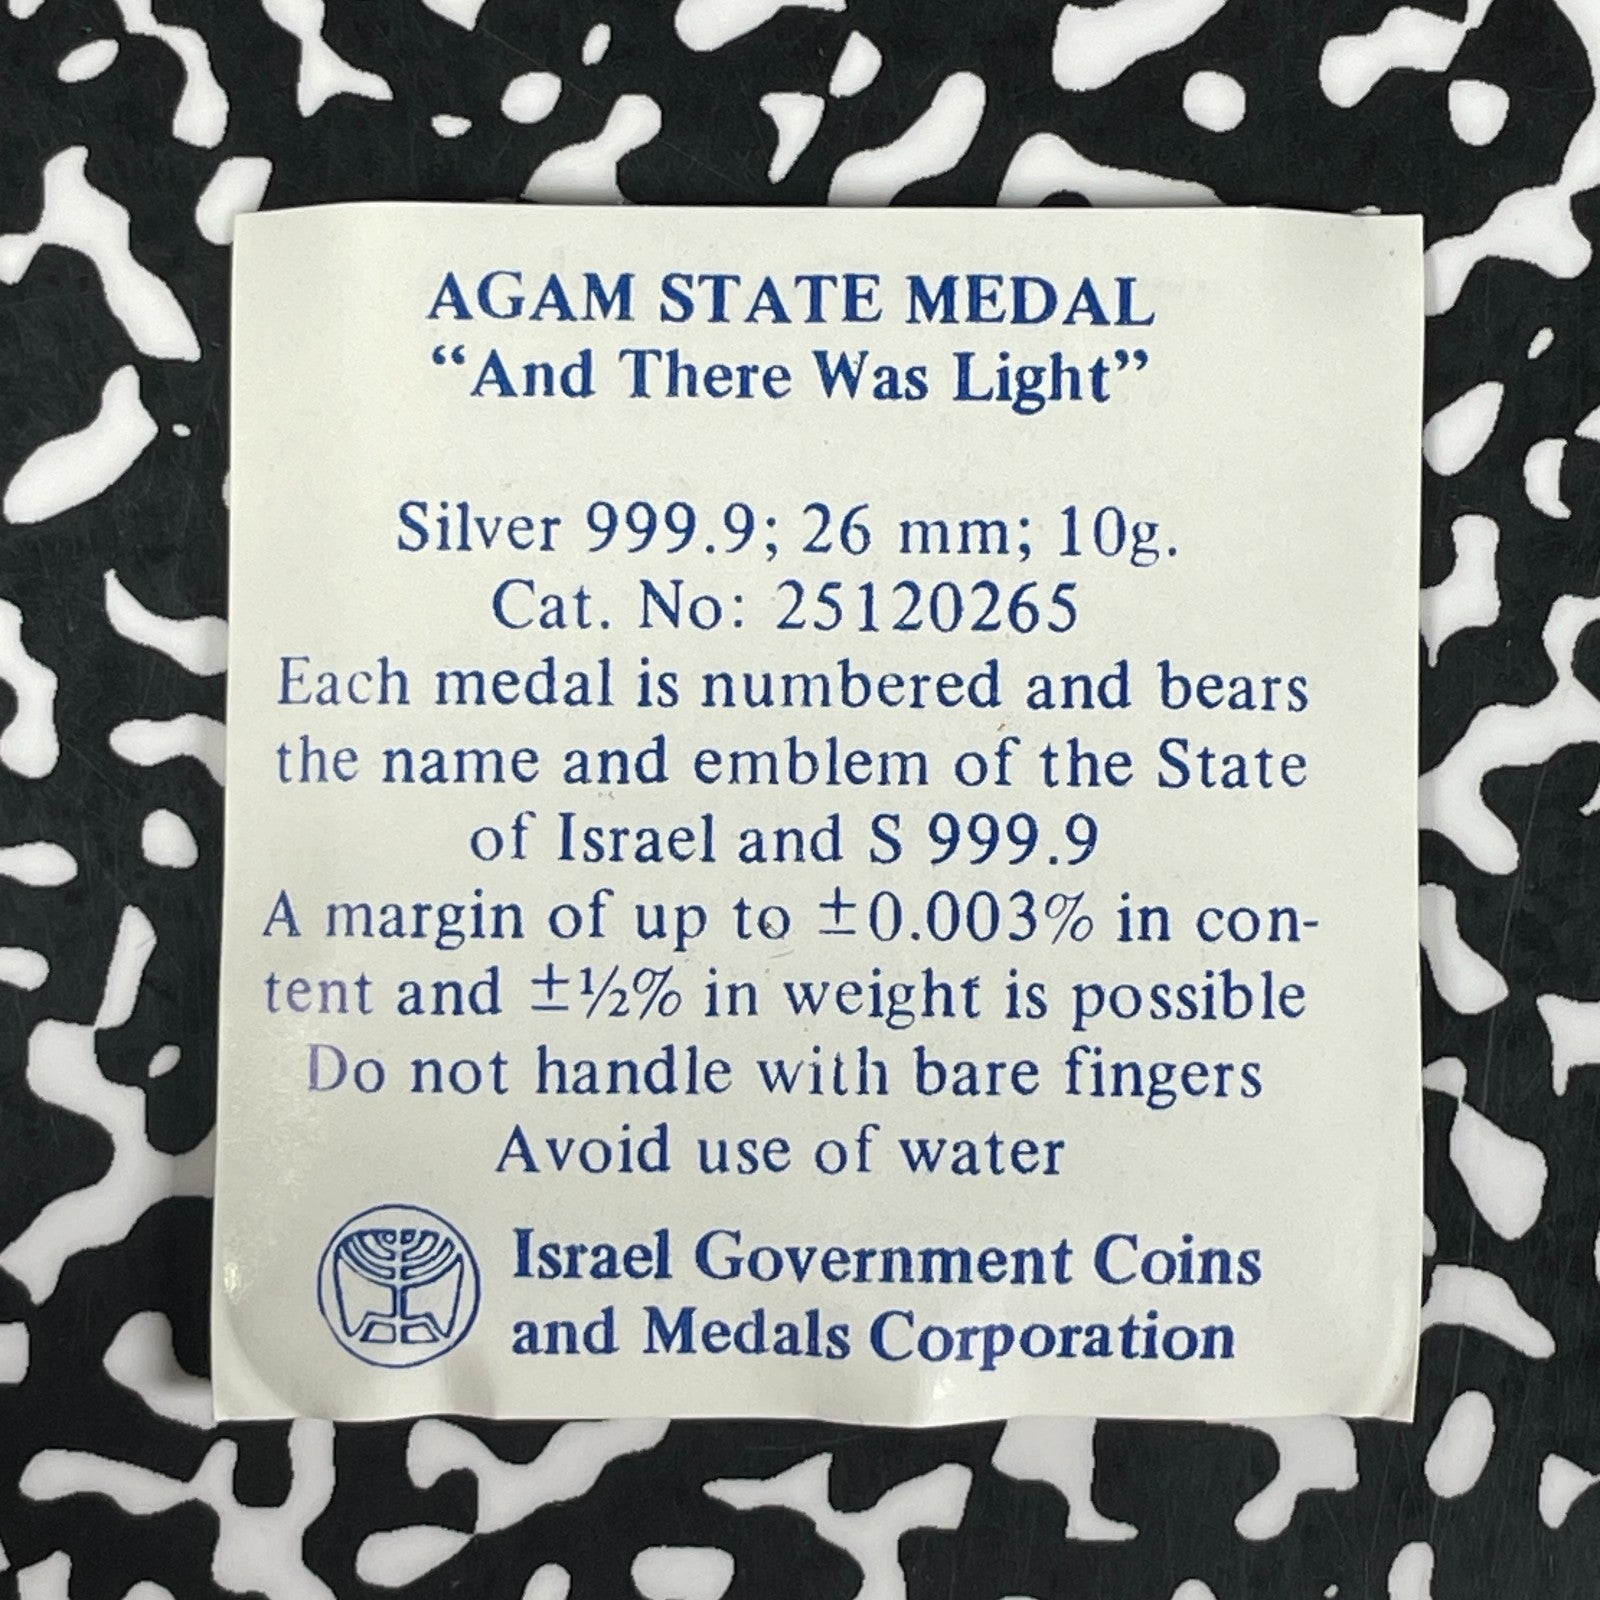 AGAM STATE MEDAL
“And There Was Light”
Silver 999.9; 26 mm; 10g.
Cat. No: 25120265
Each medal is numbered and bears
the name and emblem of the State
of Israel and S 999.9
A margin of up to ±0.003% in con-
tent and ±½% in weight is possible
Do not handle with bare fingers
Avoid use of water
Israel Government Coins
and Medals Corporation